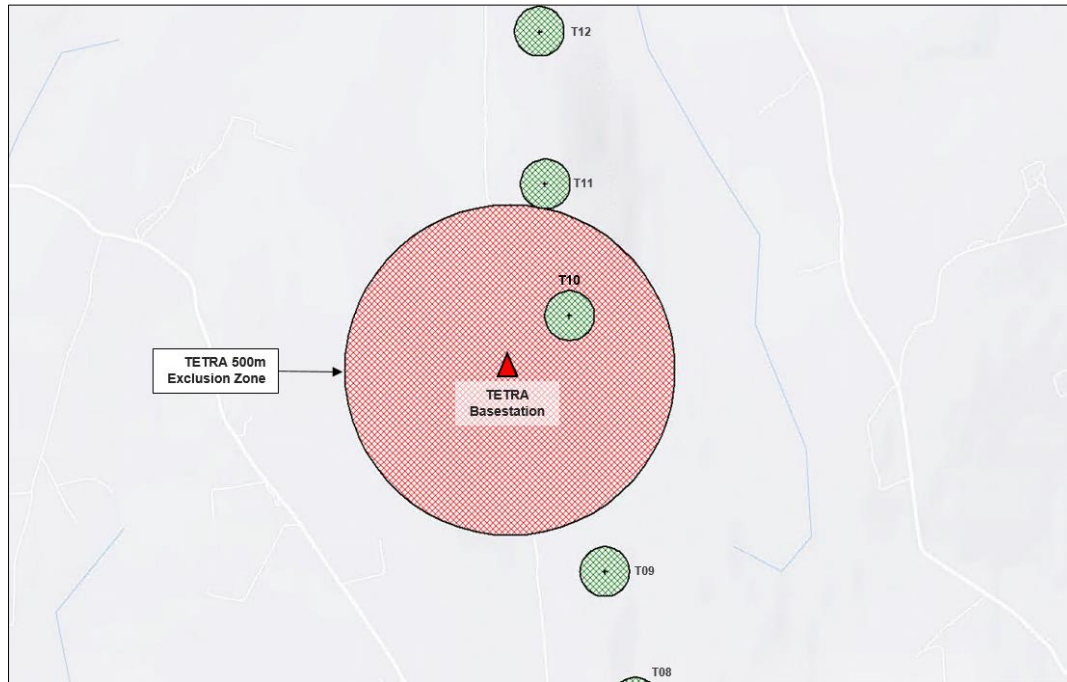 T12
T11
T10
TETRA 500m
Exclusion Zone
TETRA
Basestation
T09
T08